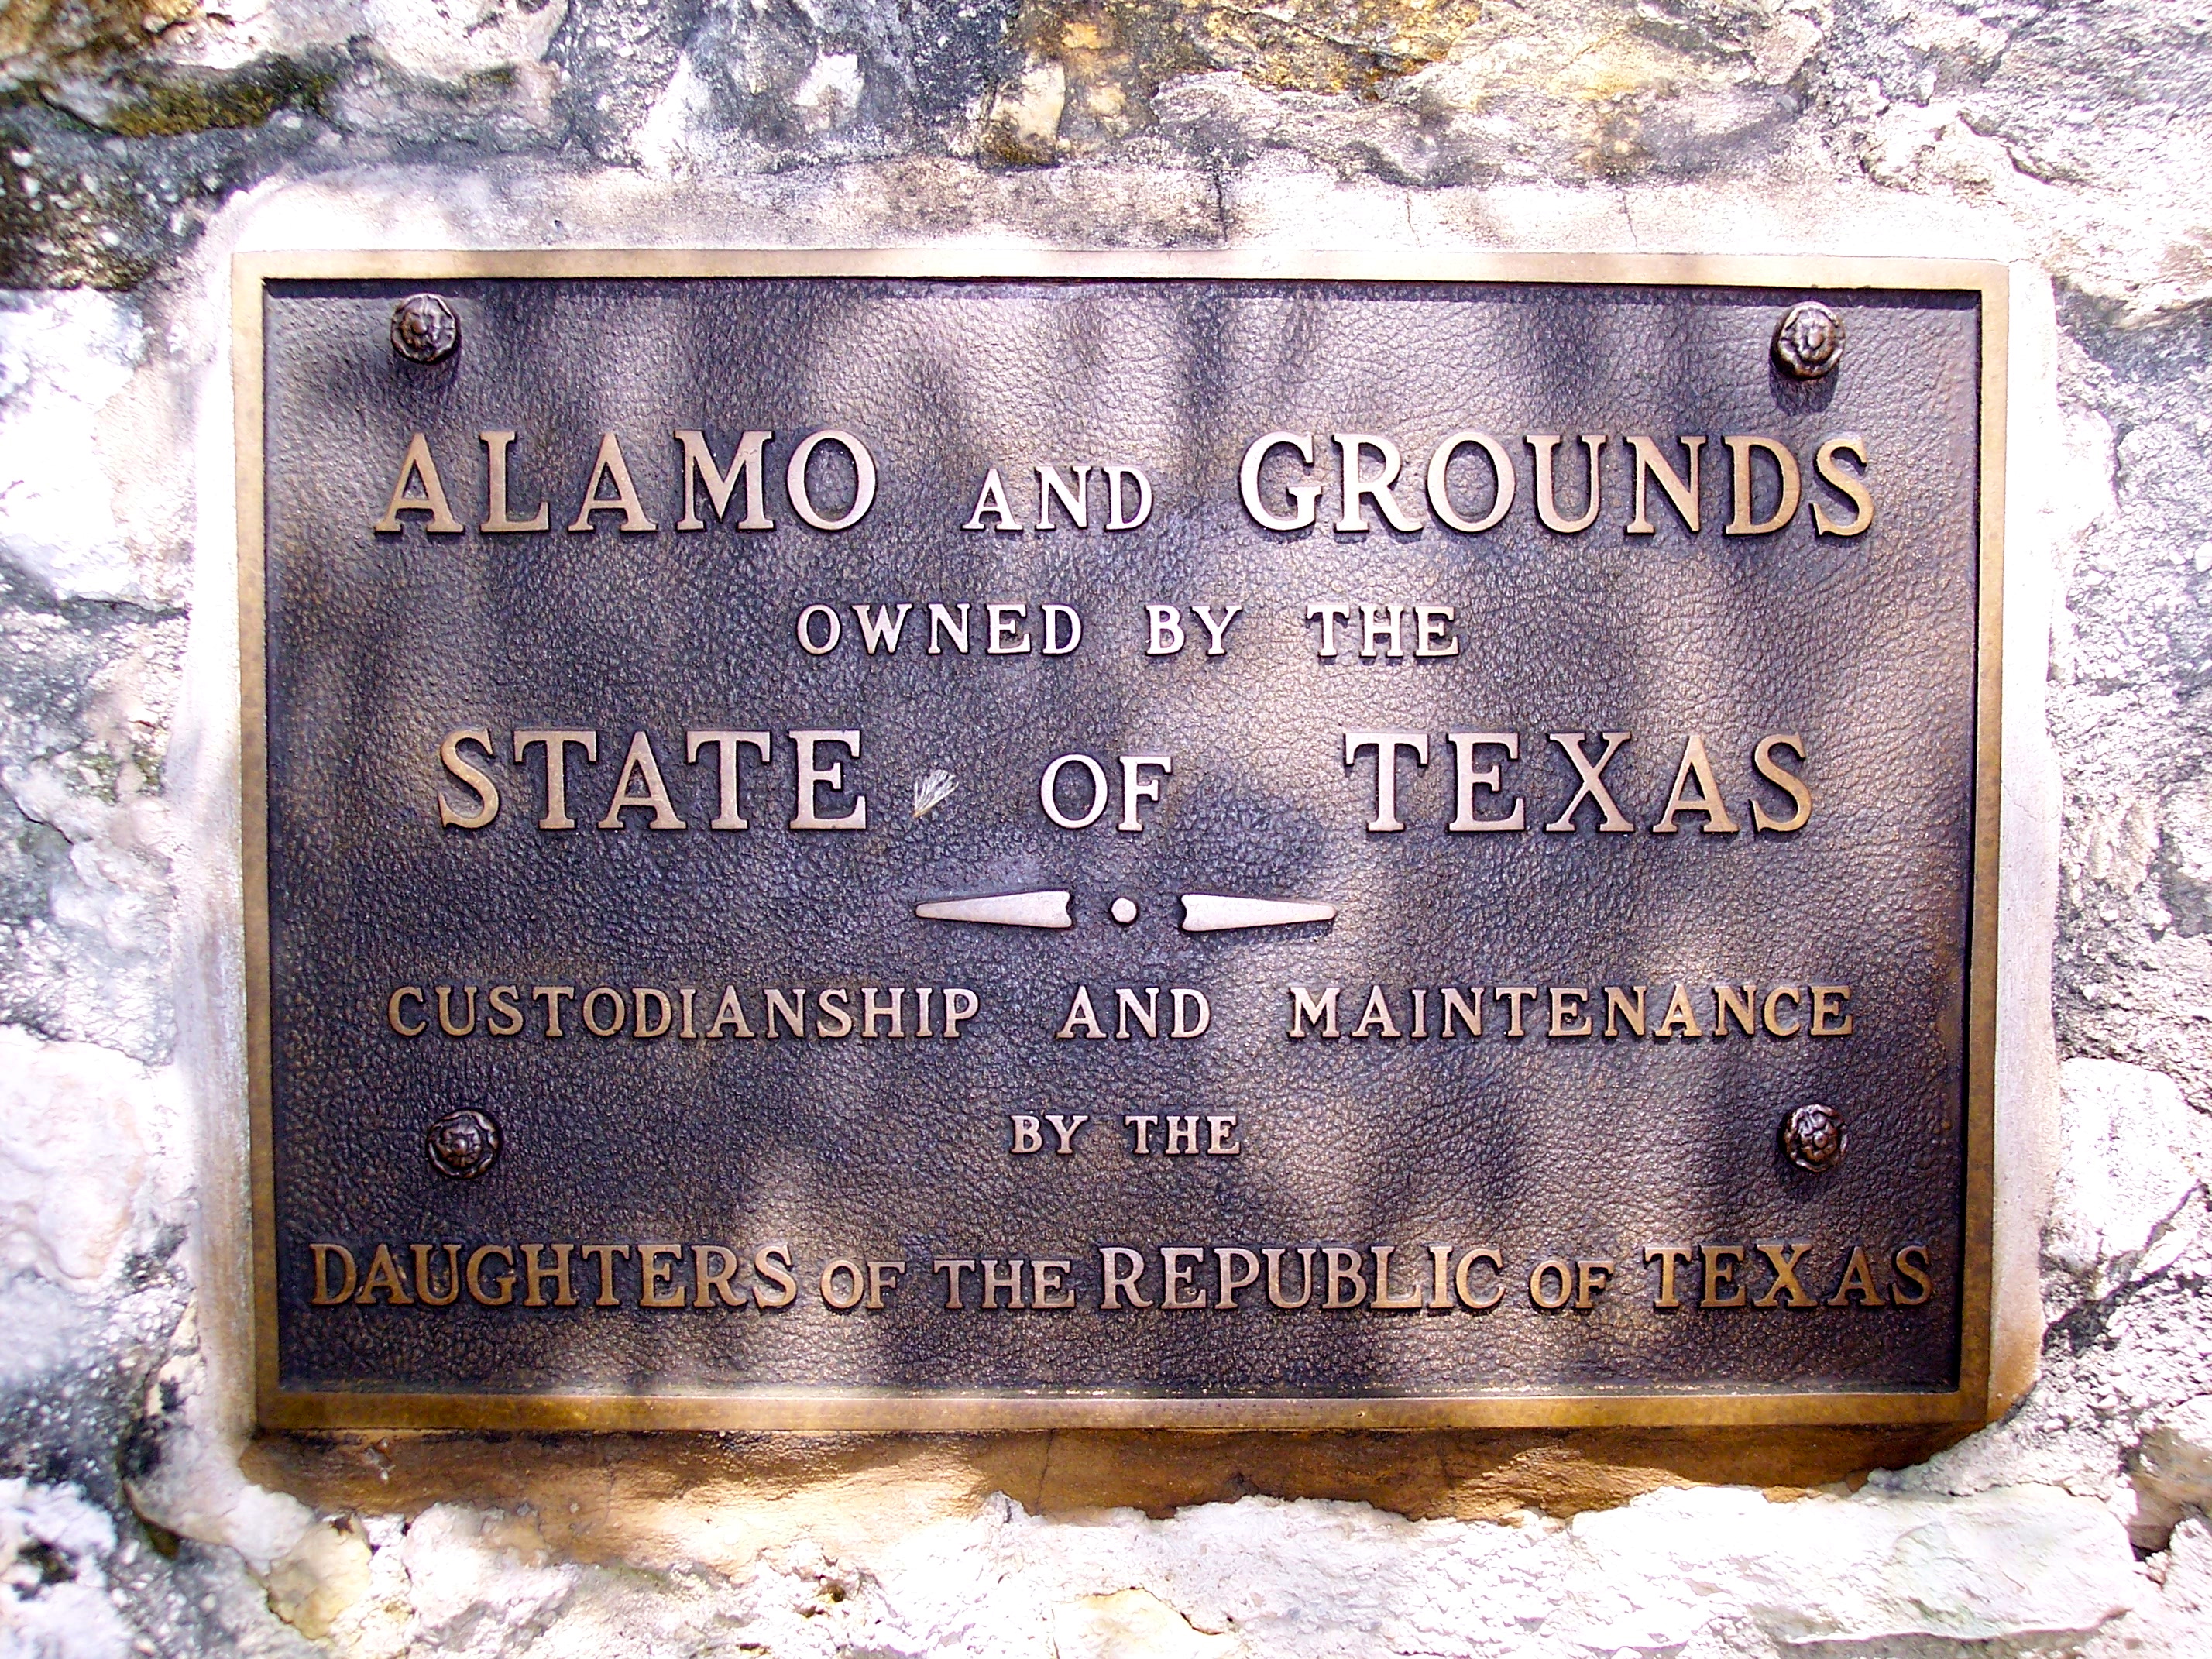 ALAMO AND GROUNDS
OWNED BY THE
STATE OF TEXAS
CUSTODIANSHIP AND MAINTENANCE
BY THE
DAUGHTERS OF THE REPUBLIC OF TEXAS